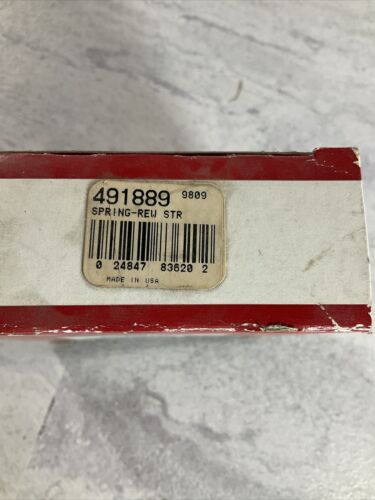 491889 9809
SPRING-REW STR
0 24847 83620 2
MADE IN USA